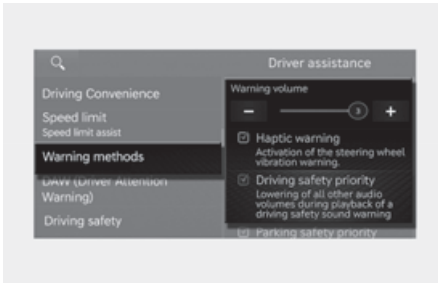 Driver assistance
Driving Convenience
Speed limit
Speed limit assist
Warning methods
DAW (Driver Attention
Warning)
Driving safety
Warning volume
3
Haptic warning
Activation of the steering wheel
vibration warning.
Driving safety priority
Lowering of all other audio
volumes during playback of a
driving safety sound warning
Parking safety priority